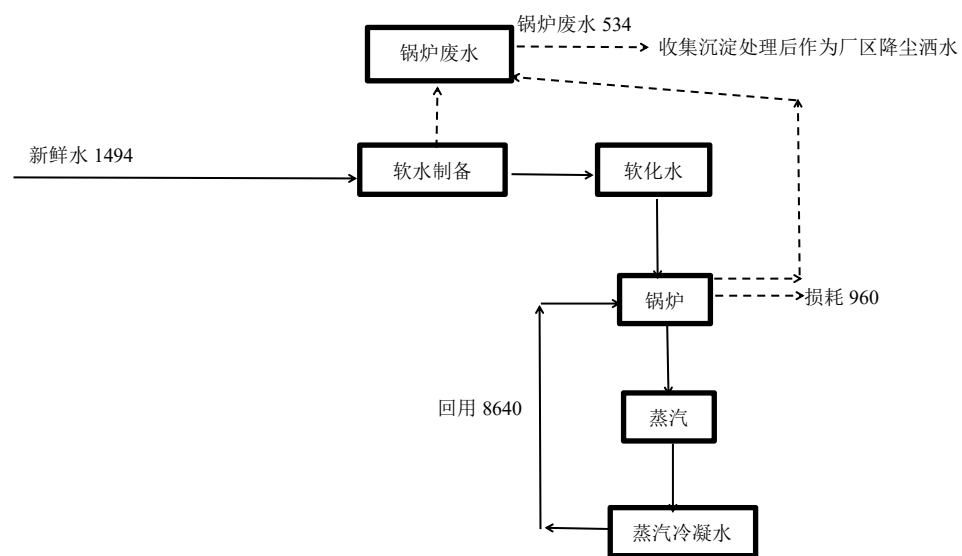 锅炉废水 534
锅炉废水
收集沉淀处理后作为厂区降尘洒水
新鲜水 1494
软水制备
软化水
锅炉
损耗 960
回用 8640
蒸汽
蒸汽冷凝水